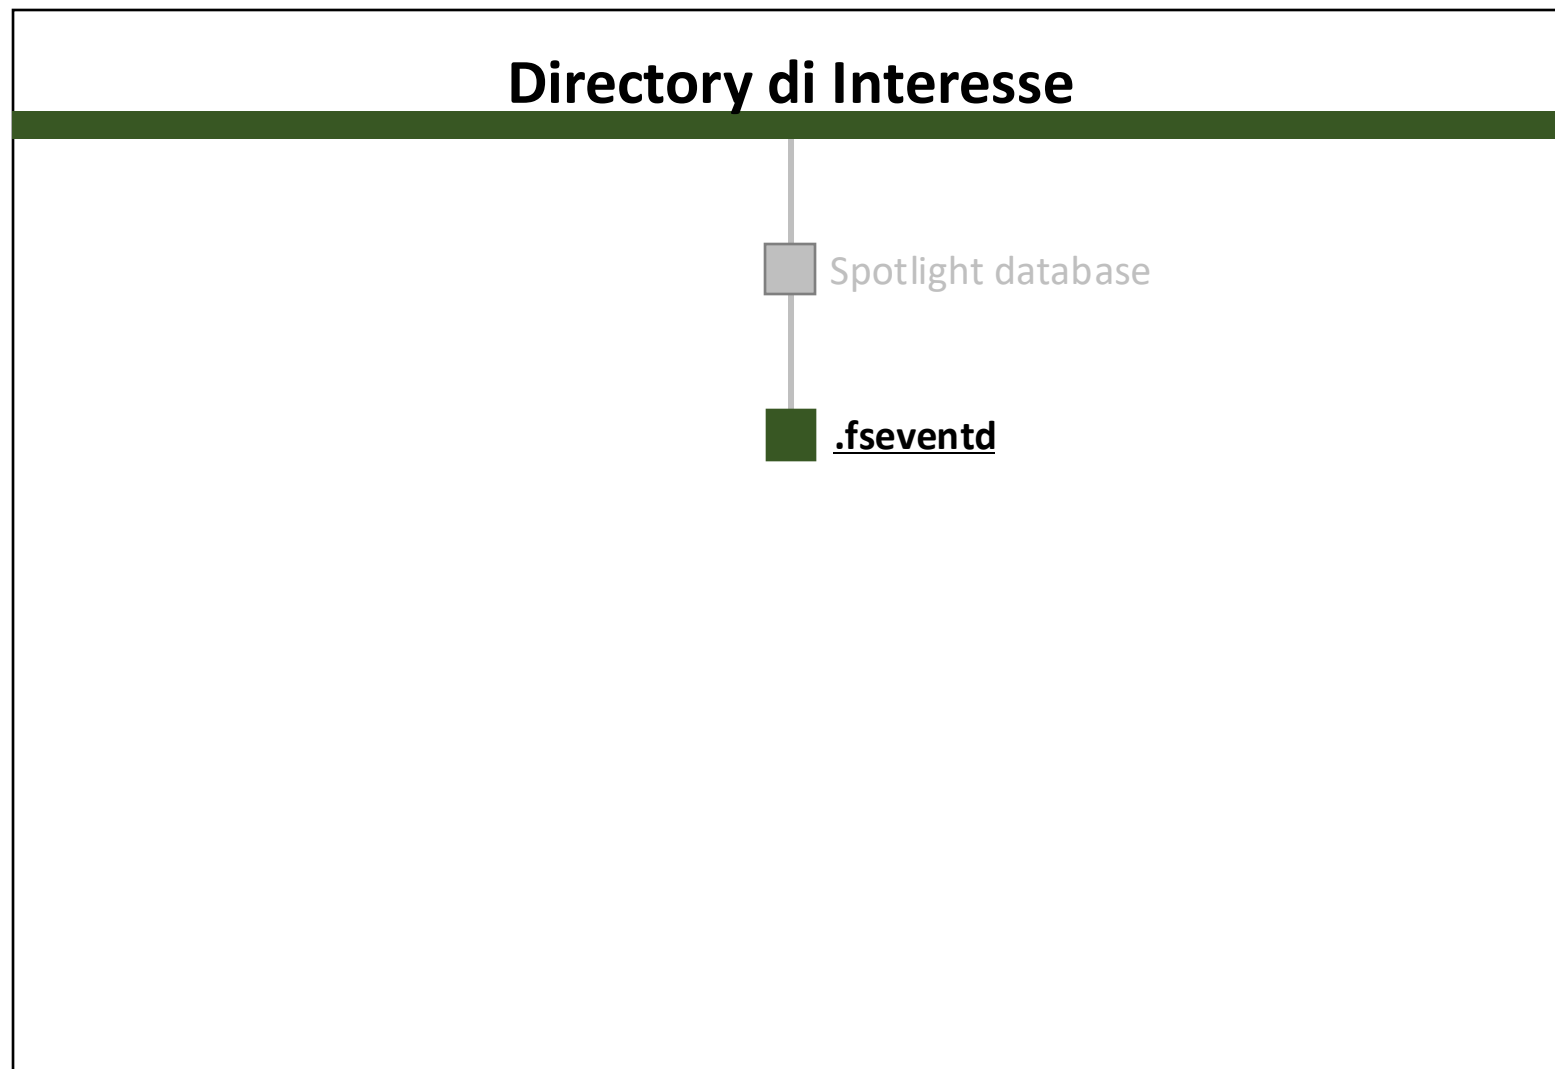 Directory di Interesse
Spotlight database
.fseventd